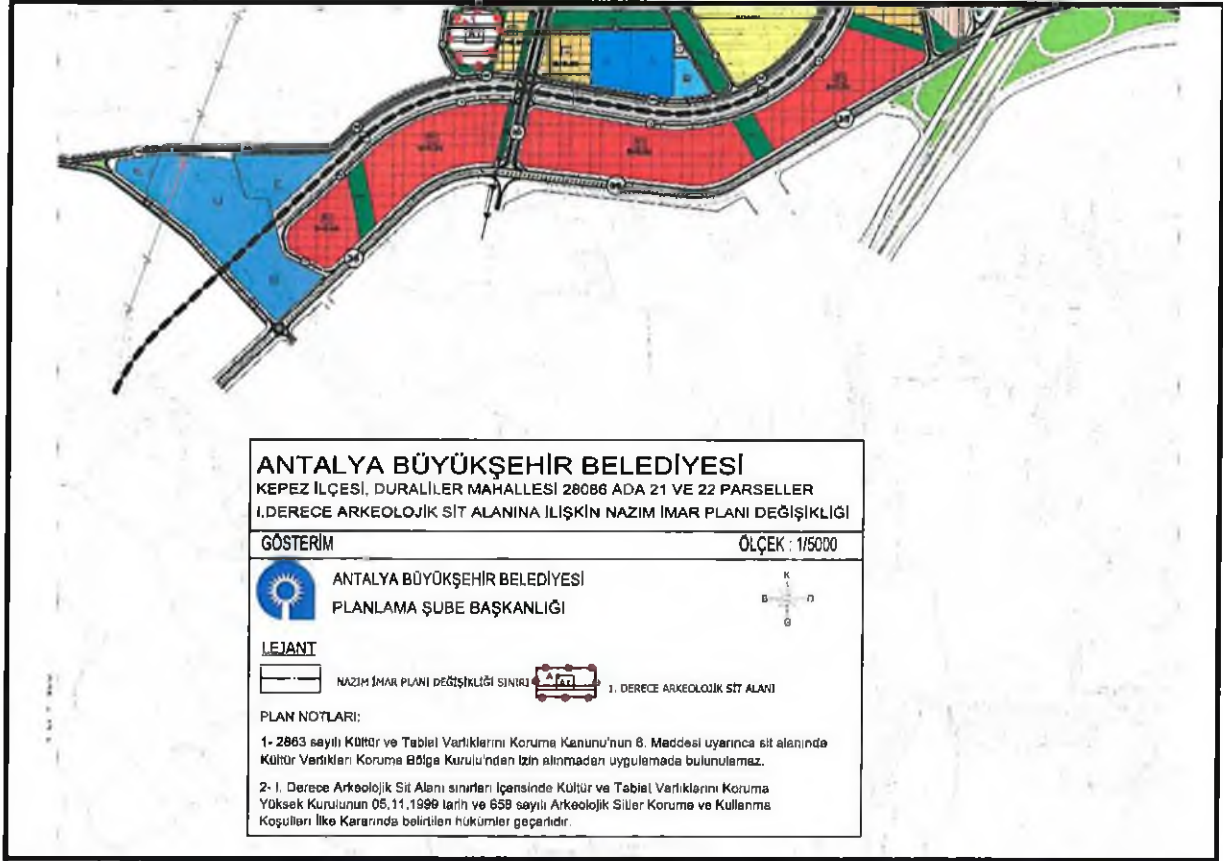 ANTALYA BÜYÜKŞEHİR BELEDİYESİ
KEPEZ İLÇESİ, DURALİLER MAHALLESİ 28086 ADA 21 VE 22 PARSELLER
I.DERECE ARKEOLOJİK SİT ALANINA İLİŞKİN NAZIM İMAR PLANI DEĞİŞİKLİĞİ
GÖSTERİM ÖLÇEK : 1/5000
ANTALYA BÜYÜKŞEHİR BELEDİYESİ
PLANLAMA ŞUBE BAŞKANLIĞI
K
B D
G
LEJANT
NAZIM İMAR PLANI DEĞİŞİKLİĞİ SINIRI
1. DERECE ARKEOLOJİK SİT ALANI
PLAN NOTLARI:
1- 2863 sayılı Kültür ve Tabiat Varlıklarını Koruma Kanunu'nun 8. Maddesi uyarınca sit alanında
Kültür Varlıkları Koruma Bölge Kurulu'ndan izin alınmadan uygulamada bulunulamaz.
2- I. Derece Arkeolojik Sit Alanı sınırları içersinde Kültür ve Tabiat Varlıklarını Koruma
Yüksek Kurulunun 05.11.1999 tarih ve 658 sayılı Arkeolojik Sitler Koruma ve Kullanma
Koşulları İlke Kararında belirtilen hükümler geçerlidir.